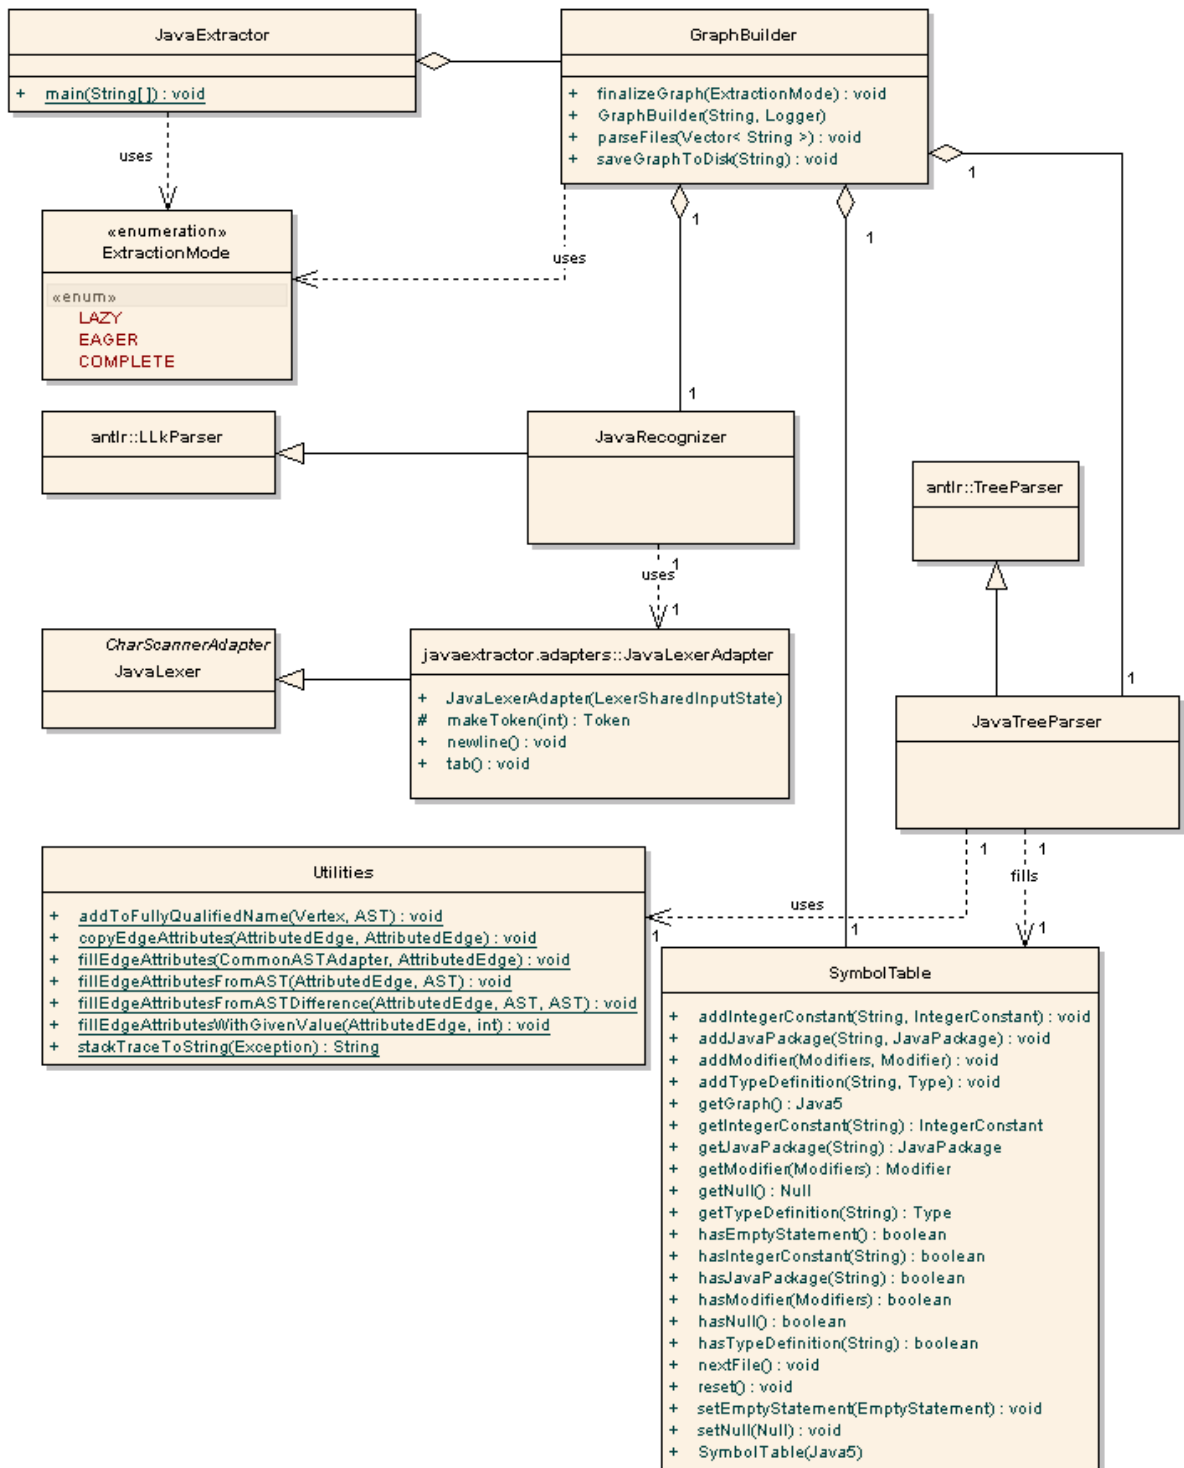 JavaExtractor
+ main(String[]) : void
GraphBuilder
+ finalizeGraph(ExtractionMode) : void
+ GraphBuilder(String, Logger)
+ parseFiles(Vector< String >) : void
+ saveGraphToDisk(String) : void
uses
1
1
1
uses
«enumeration»
ExtractionMode
«enum»
LAZY
EAGER
COMPLETE
1
antlr::LLkParser
JavaRecognizer
antlr::TreeParser
1
uses
1
CharScannerAdapter
JavaLexer
javaextractor.adapters::JavaLexerAdapter
+ JavaLexerAdapter(LexerSharedInputState)
# makeToken(int) : Token
+ newline() : void
+ tab() : void
1
JavaTreeParser
1
1
fills
uses
1
1
1
Utilities
+ addToFullyQualifiedName(Vertex, AST) : void
+ copyEdgeAttributes(AttributedEdge, AttributedEdge) : void
+ fillEdgeAttributes(CommonASTAdapter, AttributedEdge) : void
+ fillEdgeAttributesFromAST(AttributedEdge, AST) : void
+ fillEdgeAttributesFromASTDifference(AttributedEdge, AST, AST) : void
+ fillEdgeAttributesWithGivenValue(AttributedEdge, int) : void
+ stackTraceToString(Exception) : String
SymbolTable
+ addIntegerConstant(String, IntegerConstant) : void
+ addJavaPackage(String, JavaPackage) : void
+ addModifier(Modifiers, Modifier) : void
+ addTypeDefinition(String, Type) : void
+ getGraph() : Java5
+ getIntegerConstant(String) : IntegerConstant
+ getJavaPackage(String) : JavaPackage
+ getModifier(Modifiers) : Modifier
+ getNull() : Null
+ getTypeDefinition(String) : Type
+ hasEmptyStatement() : boolean
+ hasIntegerConstant(String) : boolean
+ hasJavaPackage(String) : boolean
+ hasModifier(Modifiers) : boolean
+ hasNull() : boolean
+ hasTypeDefinition(String) : boolean
+ nextFile() : void
+ reset() : void
+ setEmptyStatement(EmptyStatement) : void
+ setNull(Null) : void
+ SymbolTable(Java5)